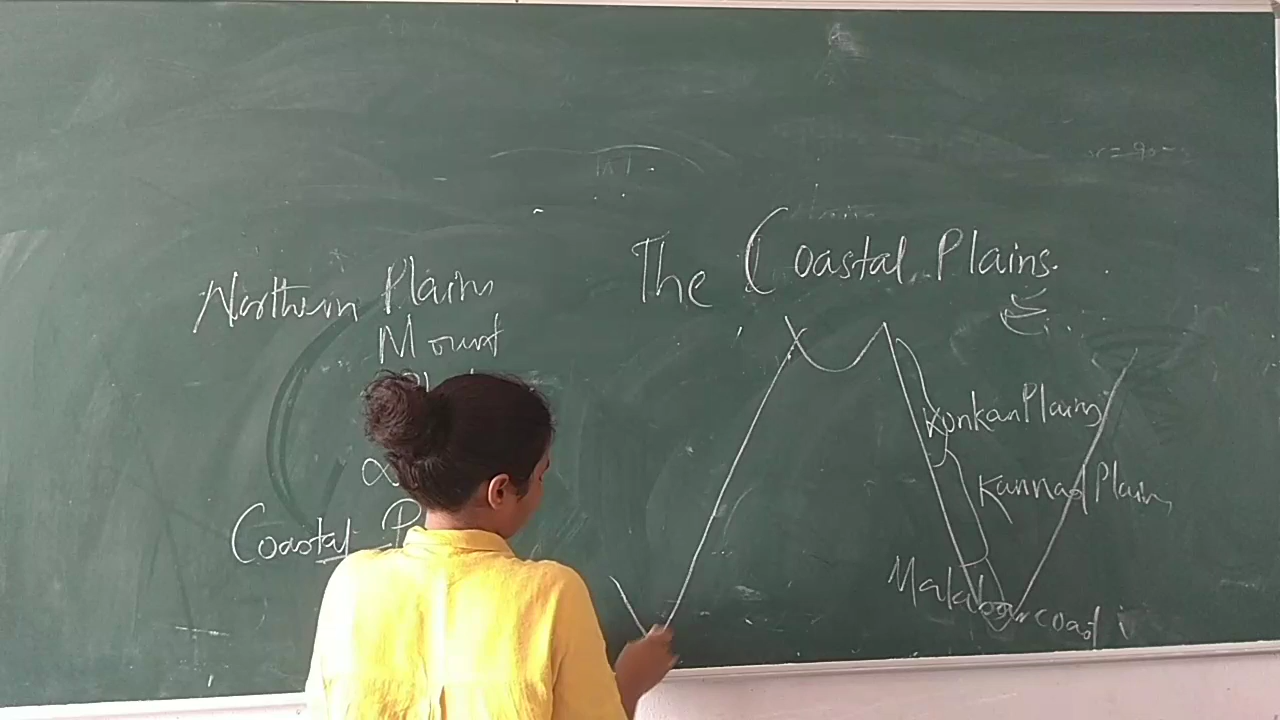 Northern Plains
Mount
Coastal P
The Coastal Plains.
Konkan Plains
Kannad Plain
Malabar coast